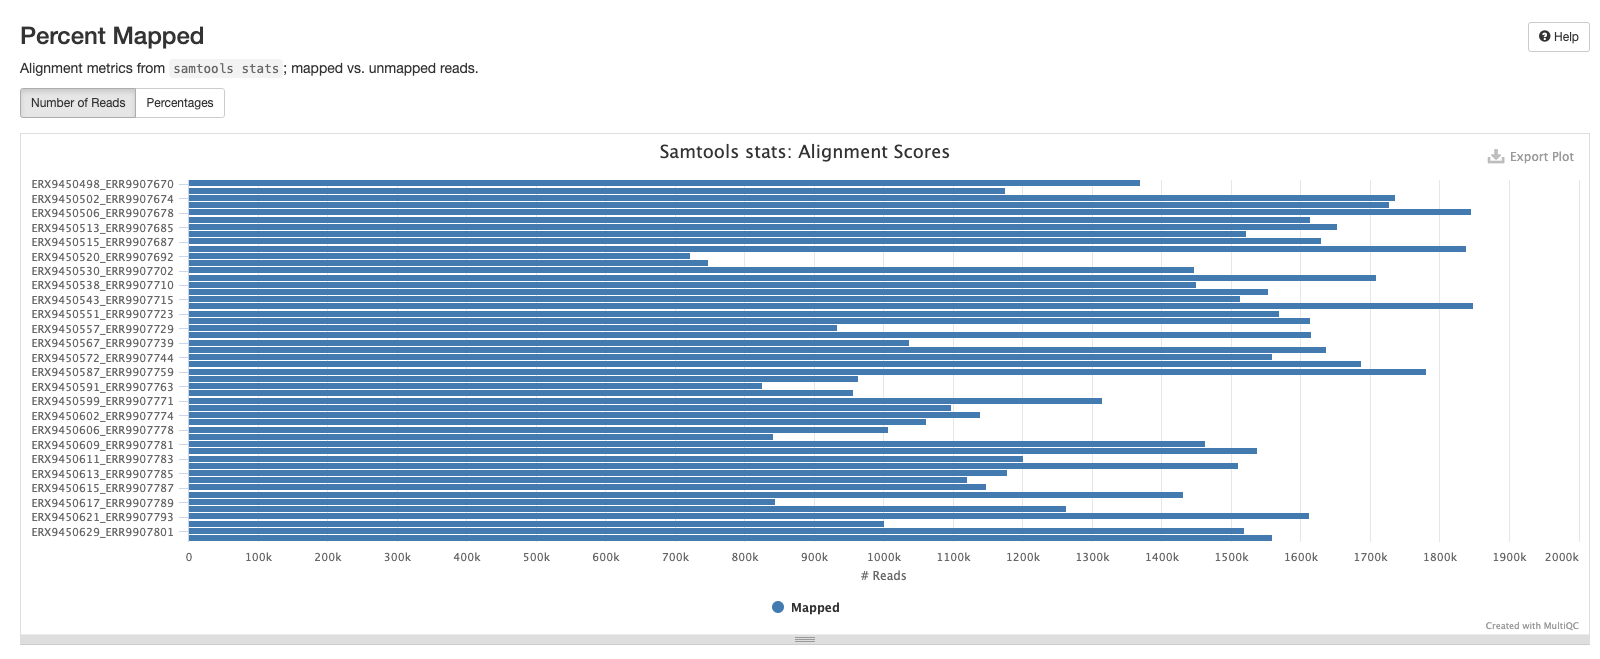 Percent Mapped
Help
Alignment metrics from samtools stats; mapped vs. unmapped reads.
Number of Reads
Percentages
Samtools stats: Alignment Scores
Export Plot
ERX9450498_ERR9907670
ERX9450502_ERR9907674
ERX9450506_ERR9907678
ERX9450513_ERR9907685
ERX9450515_ERR9907687
ERX9450520_ERR9907692
ERX9450530_ERR9907702
ERX9450538_ERR9907710
ERX9450543_ERR9907715
ERX9450551_ERR9907723
ERX9450557_ERR9907729
ERX9450567_ERR9907739
ERX9450572_ERR9907744
ERX9450587_ERR9907759
ERX9450591_ERR9907763
ERX9450599_ERR9907771
ERX9450602_ERR9907774
ERX9450606_ERR9907778
ERX9450609_ERR9907781
ERX9450611_ERR9907783
ERX9450613_ERR9907785
ERX9450615_ERR9907787
ERX9450617_ERR9907789
ERX9450621_ERR9907793
ERX9450629_ERR9907801
0 100k 200k 300k 400k 500k 600k 700k 800k 900k 1000k 1100k 1200k 1300k 1400k 1500k 1600k 1700k 1800k 1900k 2000k
# Reads
Mapped
Created with MultiQC